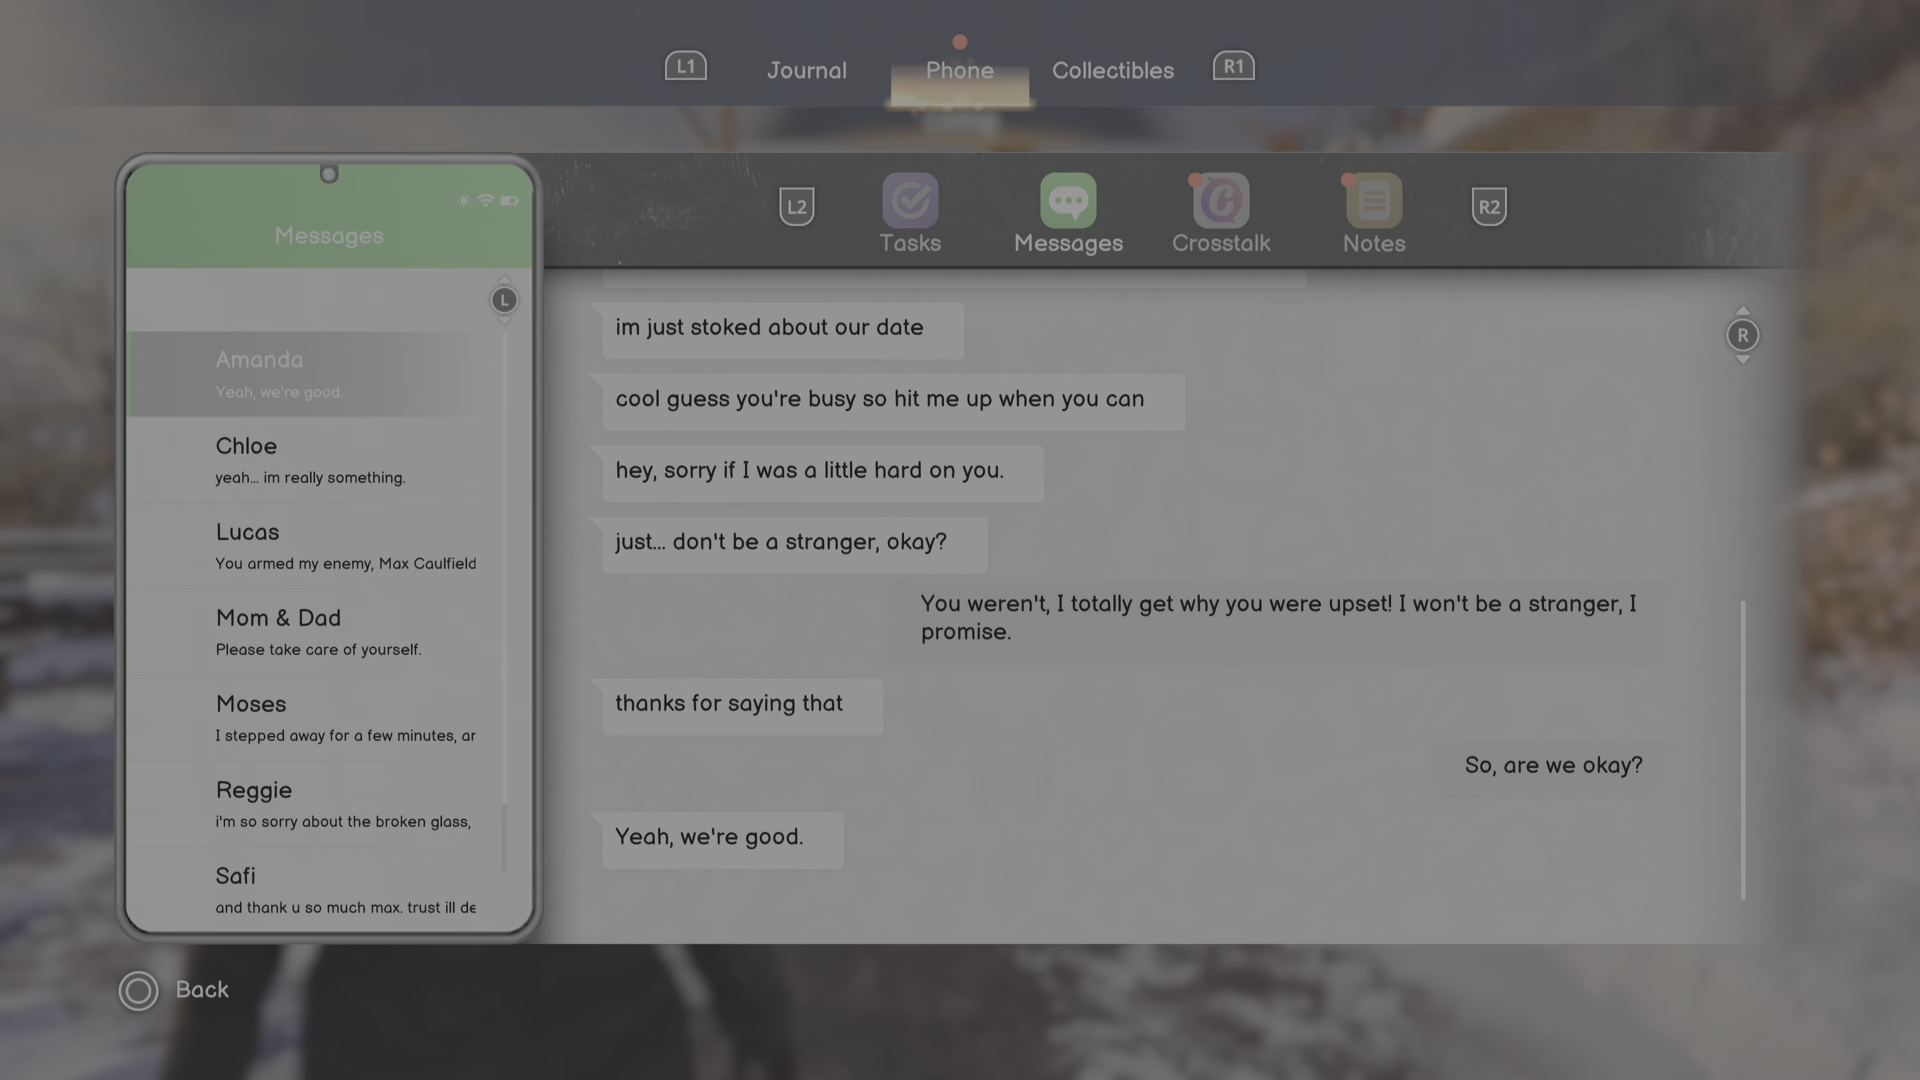 L1
Journal
Phone
Collectibles
R1
Messages
L2
Tasks
Messages
Crosstalk
Notes
R2
L
Amanda
Yeah, we're good.
Chloe
yeah... im really something.
Lucas
You armed my enemy, Max Caulfield
Mom & Dad
Please take care of yourself.
Moses
I stepped away for a few minutes, ar
Reggie
i'm so sorry about the broken glass,
Safi
and thank u so much max. trust ill de
im just stoked about our date
R
cool guess you're busy so hit me up when you can
hey, sorry if I was a little hard on you.
just... don't be a stranger, okay?
You weren't, I totally get why you were upset! I won't be a stranger, I
promise.
thanks for saying that
So, are we okay?
Yeah, we're good.
Back